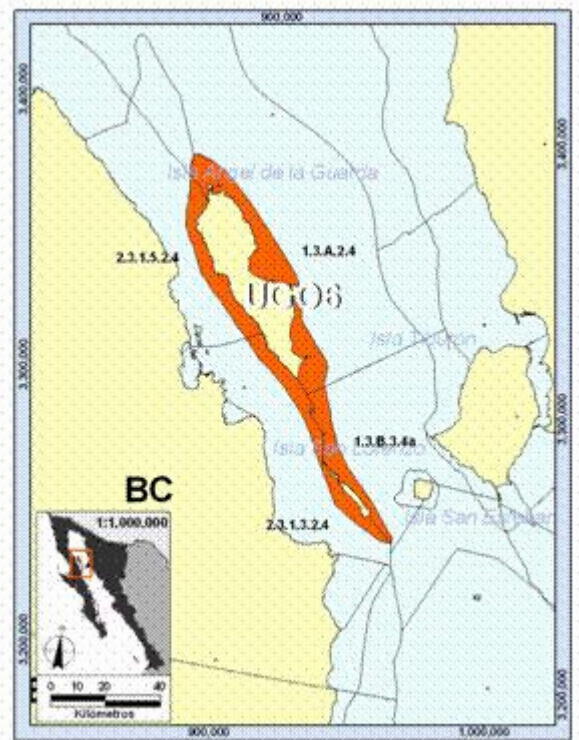 900,000
3,400,000
3,400,000
Isla Angel de la Guarda
2.3.1.5.2.4
1.3.A.2.4
UGO6
Isla Tiburón
3,300,000
3,300,000
1.3.B.3.4a
Isla San Lorenzo
BC
2.3.1.3.2.4
Isla San Esteban
1:1,000,000
3,200,000
3,200,000
0 10 20 40
Kilómetros
900,000
1,000,000